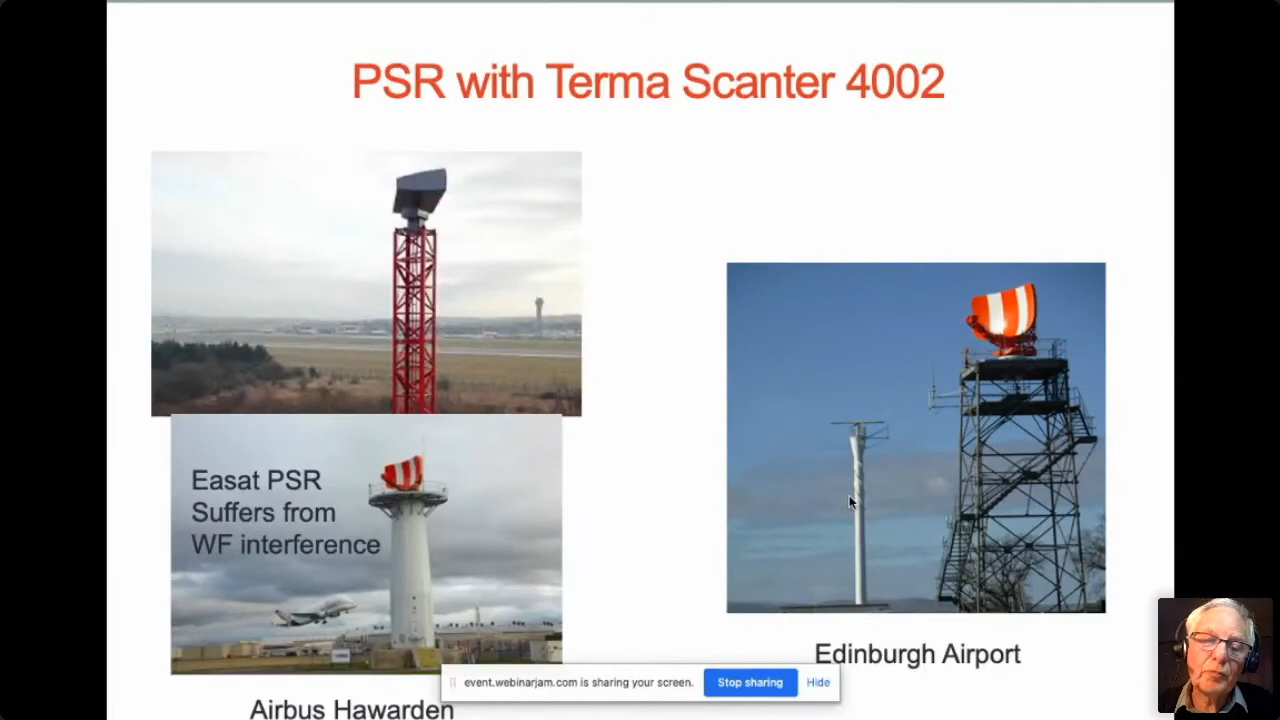 PSR with Terma Scanter 4002
Easat PSR
Suffers from
WF interference
Edinburgh Airport
event.webinarjam.com is sharing your screen.
Stop sharing
Hide
Airbus Hawarden